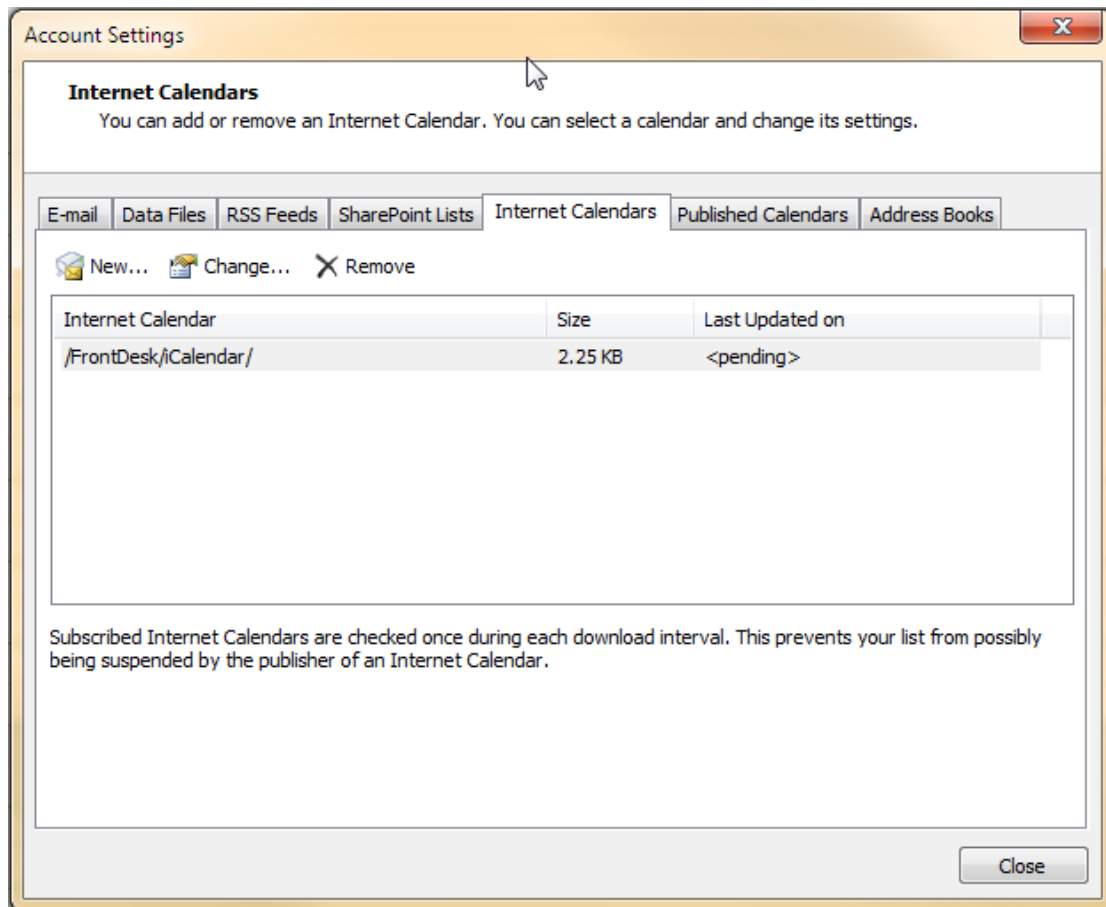 Account Settings
Internet Calendars
You can add or remove an Internet Calendar. You can select a calendar and change its settings.
E-mail Data Files RSS Feeds SharePoint Lists Internet Calendars Published Calendars Address Books
New... Change... Remove
Internet Calendar Size Last Updated on
/FrontDesk/iCalendar/ 2.25 KB <pending>
Subscribed Internet Calendars are checked once during each download interval. This prevents your list from possibly
being suspended by the publisher of an Internet Calendar.
Close